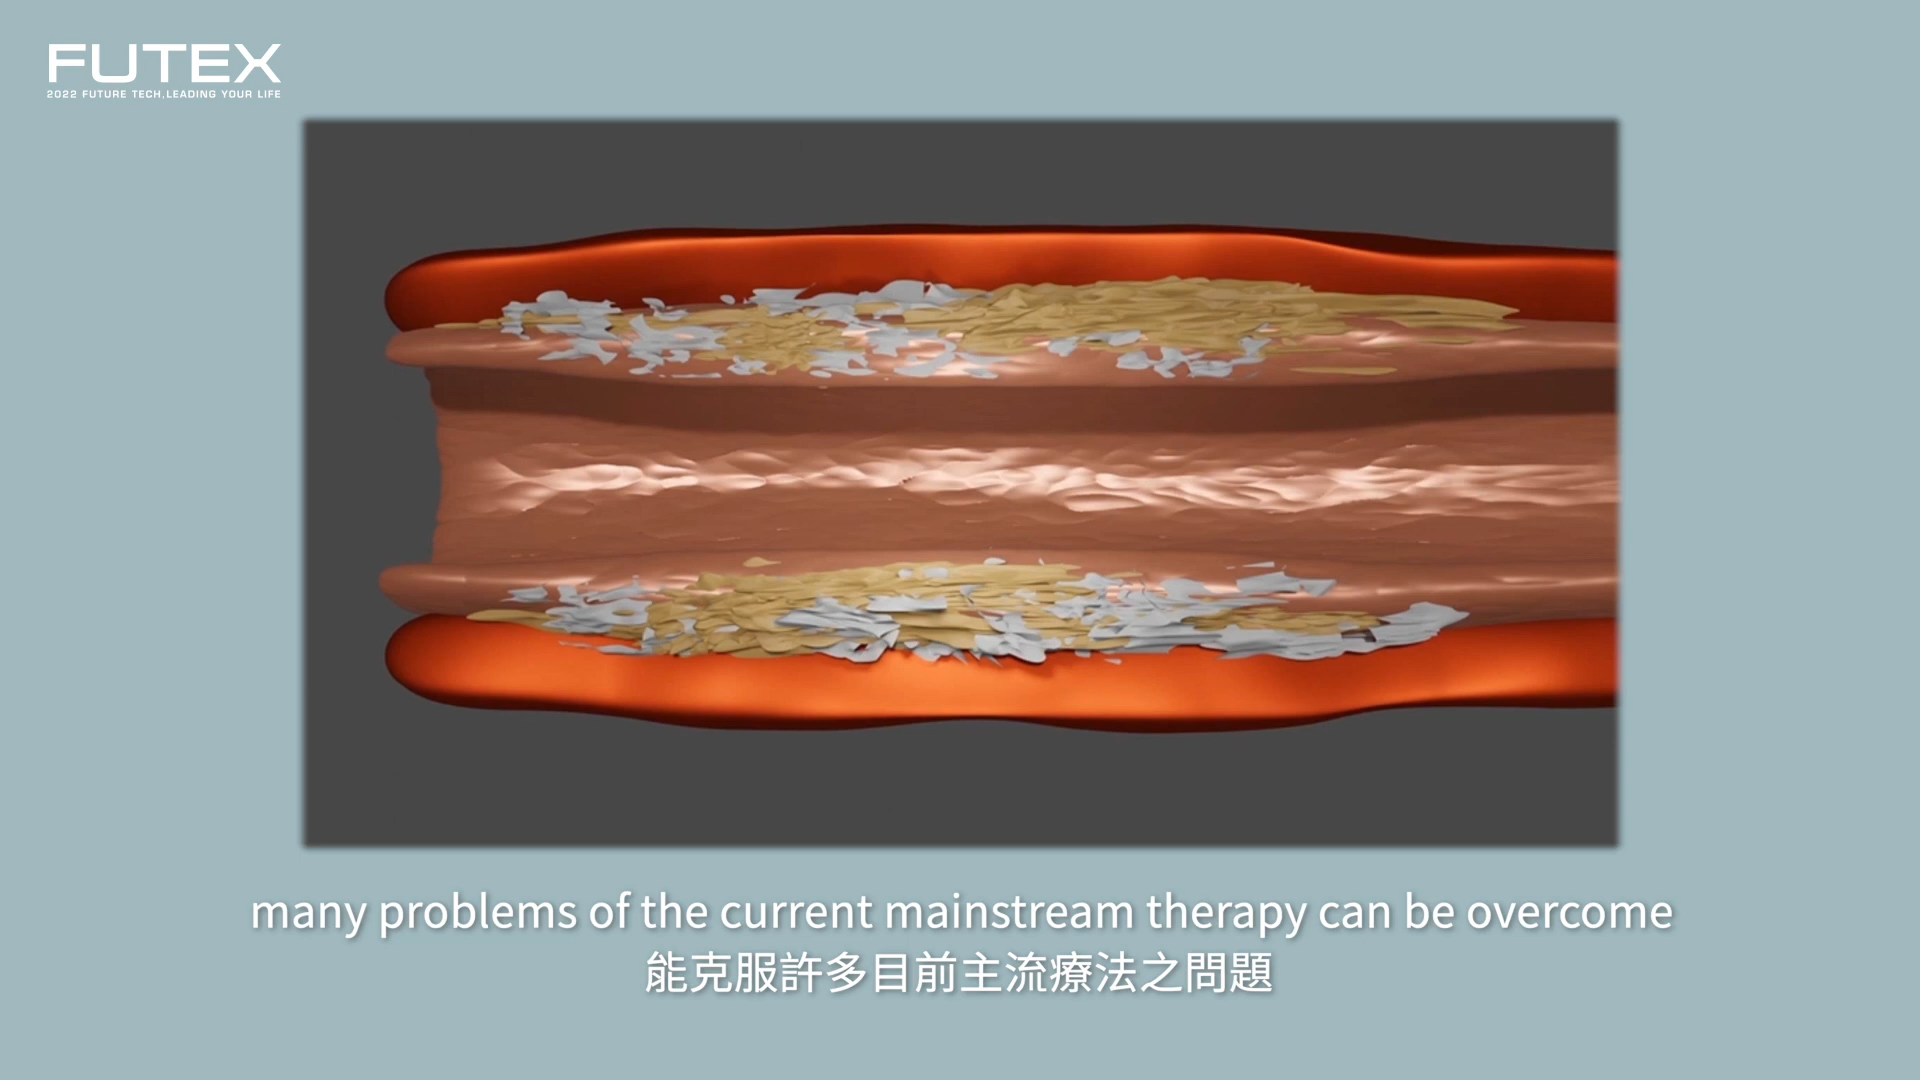 FUTEX
2022 FUTURE TECH,LEADING YOUR LIFE
many problems of the current mainstream therapy can be overcome
能克服許多目前主流療法之問題